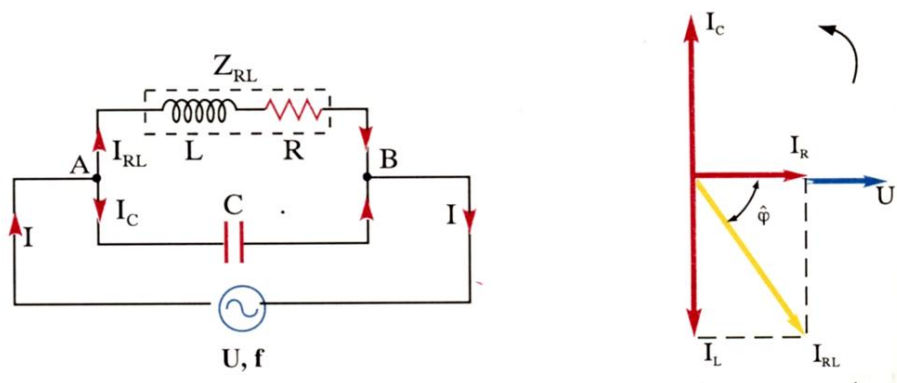 Z_RL
L R
A I_RL B
I_C C
I I
U, f
I_C
I_R
U
φ̂
I_L I_RL